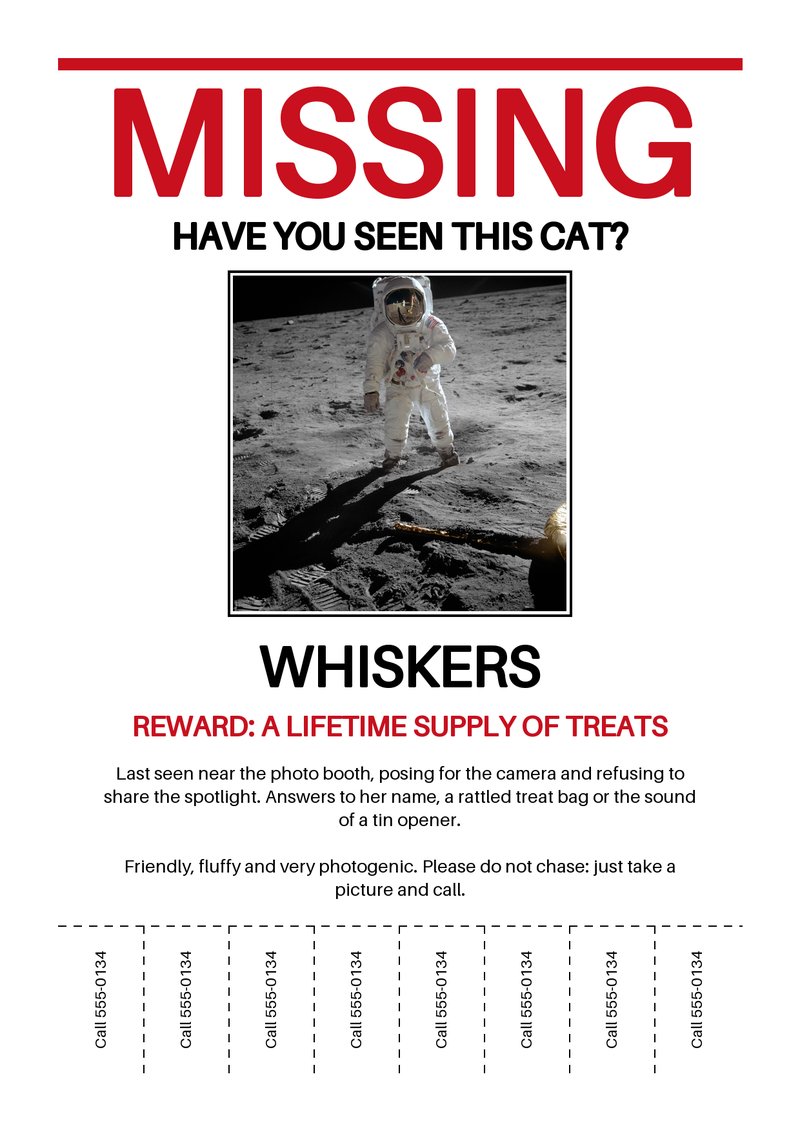 MISSING
HAVE YOU SEEN THIS CAT?
WHISKERS
REWARD: A LIFETIME SUPPLY OF TREATS
Last seen near the photo booth, posing for the camera and refusing to
share the spotlight. Answers to her name, a rattled treat bag or the sound
of a tin opener.
Friendly, fluffy and very photogenic. Please do not chase: just take a
picture and call.
Call 555-0134
Call 555-0134
Call 555-0134
Call 555-0134
Call 555-0134
Call 555-0134
Call 555-0134
Call 555-0134